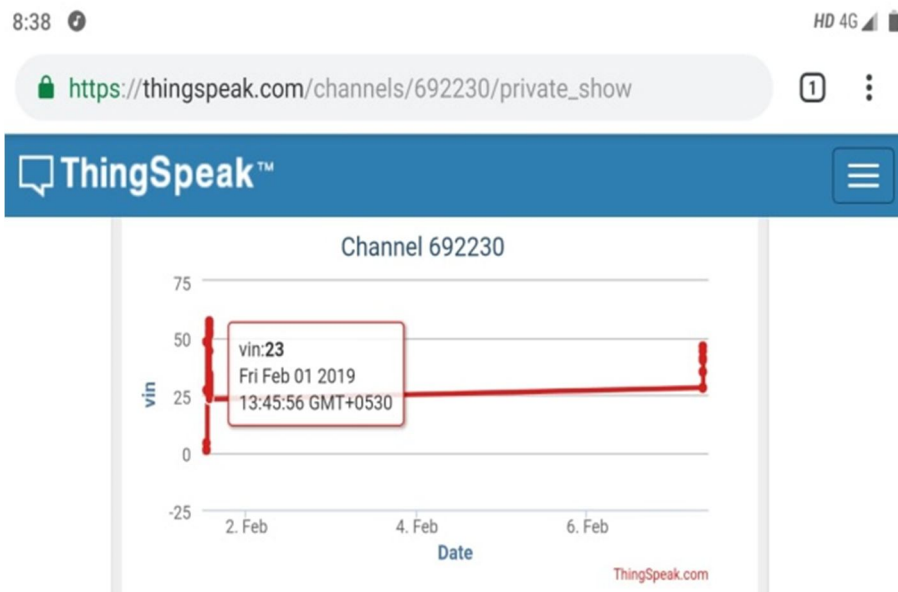 8:38
HD 4G
https://thingspeak.com/channels/692230/private_show
1
ThingSpeak™
Channel 692230
75
50
25
0
-25
vin
vin:23
Fri Feb 01 2019
13:45:56 GMT+0530
2. Feb
4. Feb
6. Feb
Date
ThingSpeak.com